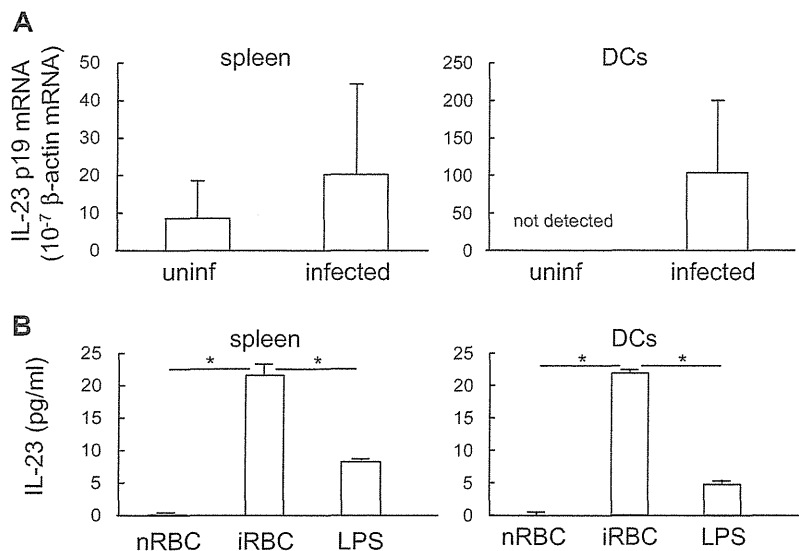 A
spleen
DCs
IL-23 p19 mRNA
(10-7 β-actin mRNA)
50
40
30
20
10
0
uninf infected
250
200
150
100
50
0
not detected
uninf infected
B
spleen
DCs
IL-23 (pg/ml)
25
20
15
10
5
0
* *
nRBC iRBC LPS
25
20
15
10
5
0
* *
nRBC iRBC LPS